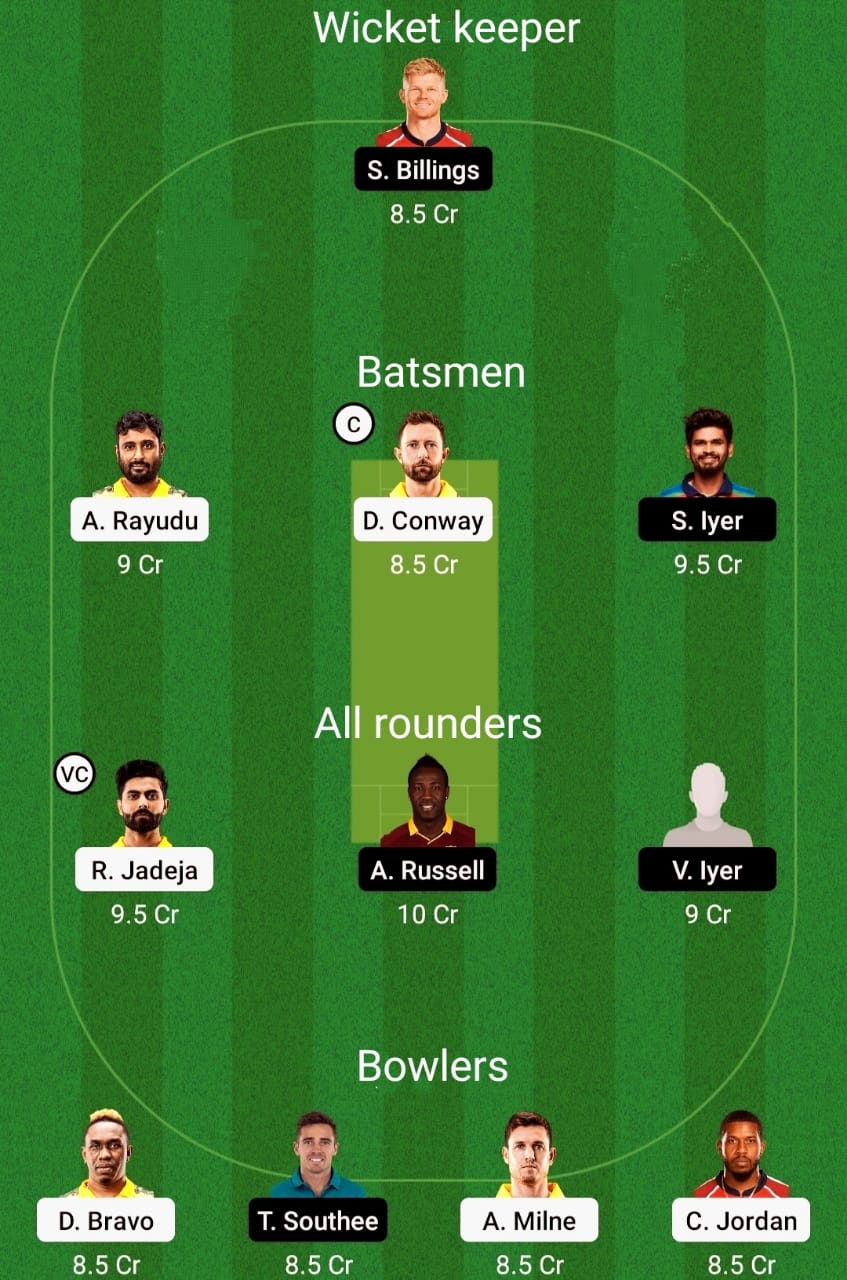 Wicket keeper
S. Billings
8.5 Cr
Batsmen
C
A. Rayudu
D. Conway
S. Iyer
9 Cr
8.5 Cr
9.5 Cr
All rounders
VC
R. Jadeja
A. Russell
V. Iyer
9.5 Cr
10 Cr
9 Cr
Bowlers
D. Bravo
T. Southee
A. Milne
C. Jordan
8.5 Cr
8.5 Cr
8.5 Cr
8.5 Cr